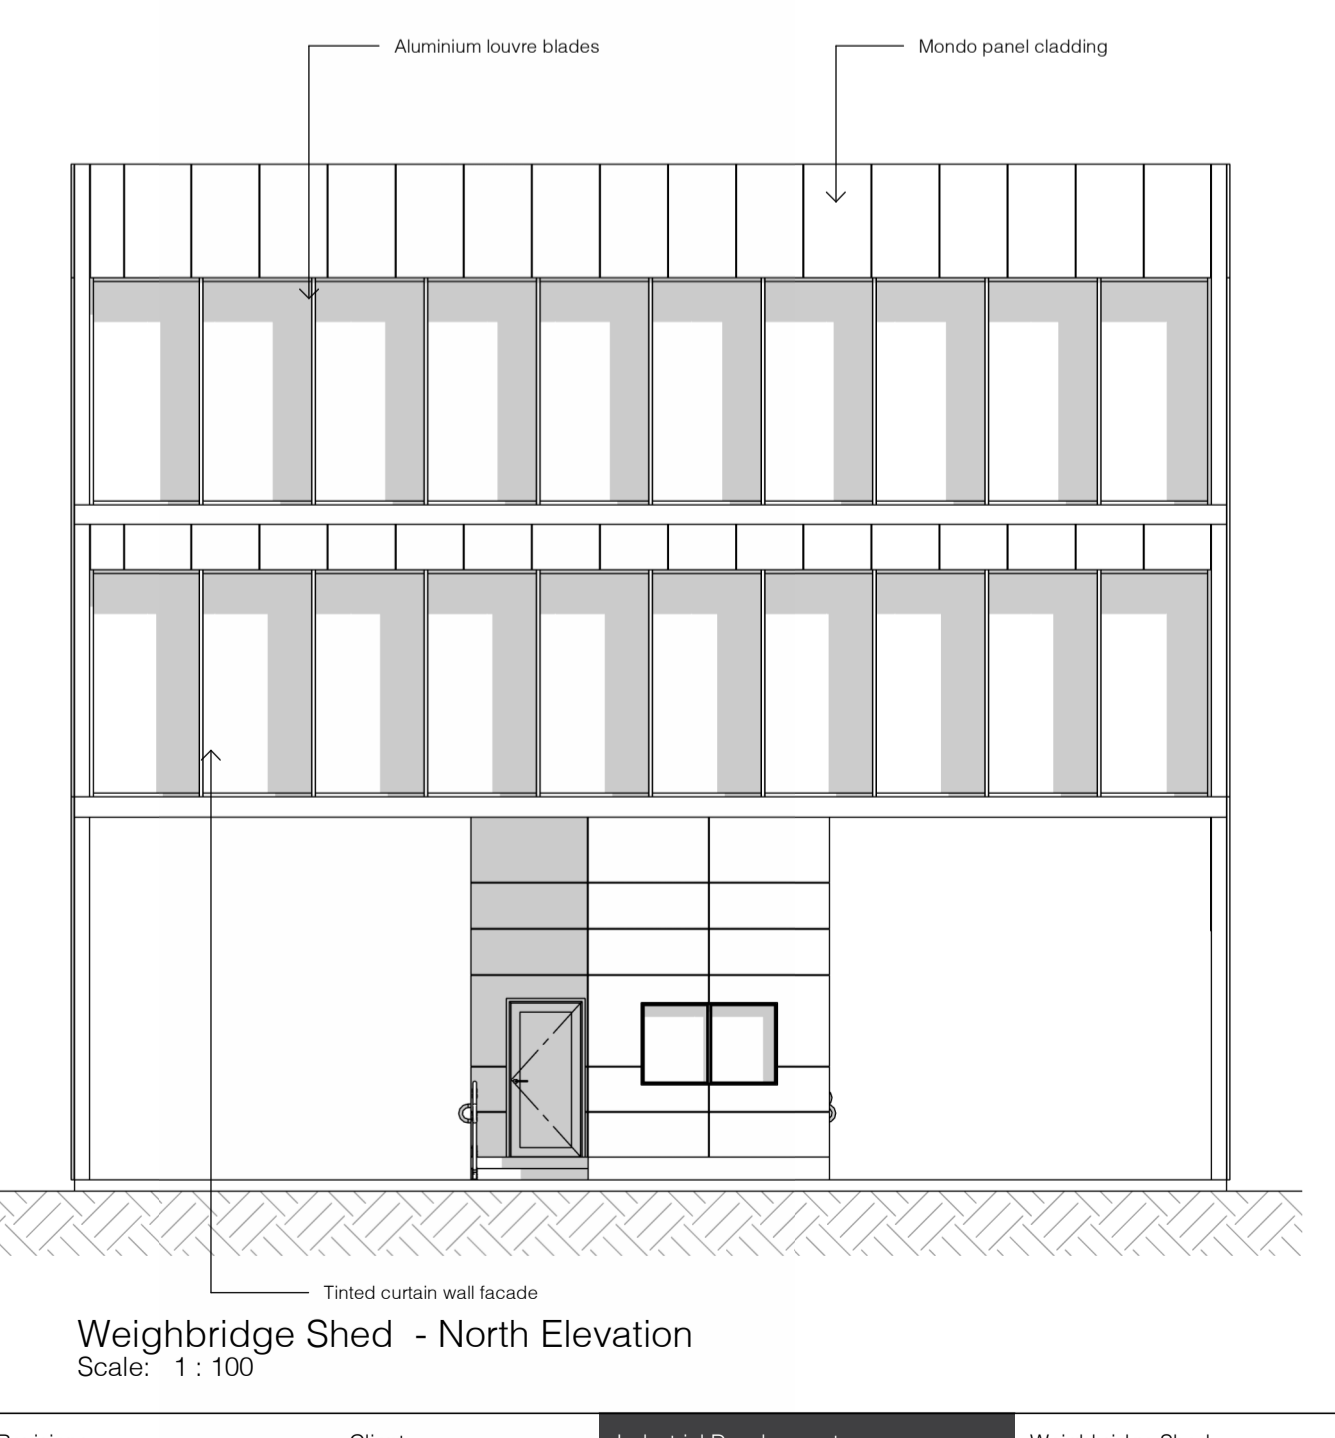 Aluminium louvre blades
Mondo panel cladding
Tinted curtain wall facade
Weighbridge Shed - North Elevation
Scale: 1 : 100